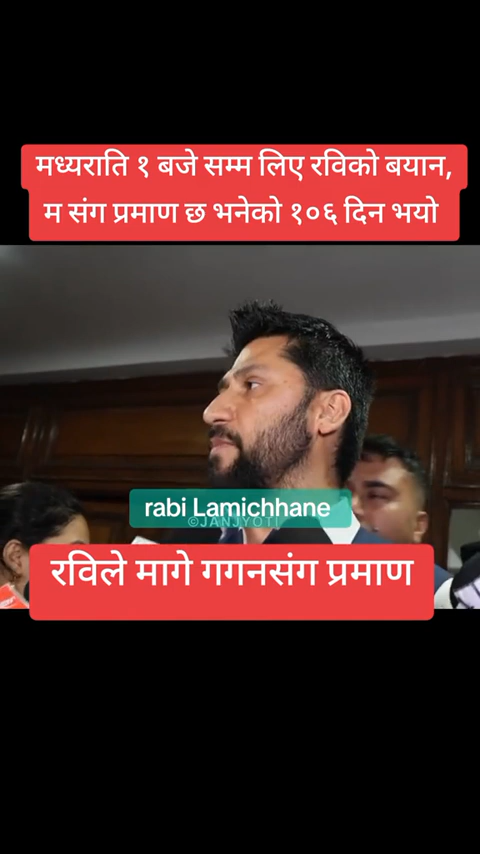 मध्यराति १ बजे सम्म लिए रविको बयान,
म संग प्रमाण छ भनेको १०६ दिन भयो
rabi Lamichhane
©JANJYOTI
रविले मागे गगनसंग प्रमाण